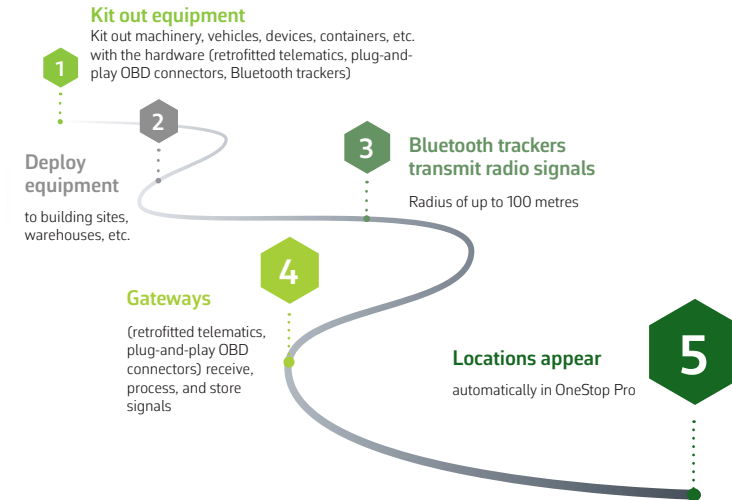 Kit out equipment
Kit out machinery, vehicles, devices, containers, etc.
with the hardware (retrofitted telematics, plug-and-
play OBD connectors, Bluetooth trackers)
1
2
Deploy
equipment
to building sites,
warehouses, etc.
3
Bluetooth trackers
transmit radio signals
Radius of up to 100 metres
4
Gateways
(retrofitted telematics,
plug-and-play OBD
connectors) receive,
process, and store
signals
5
Locations appear
automatically in OneStop Pro